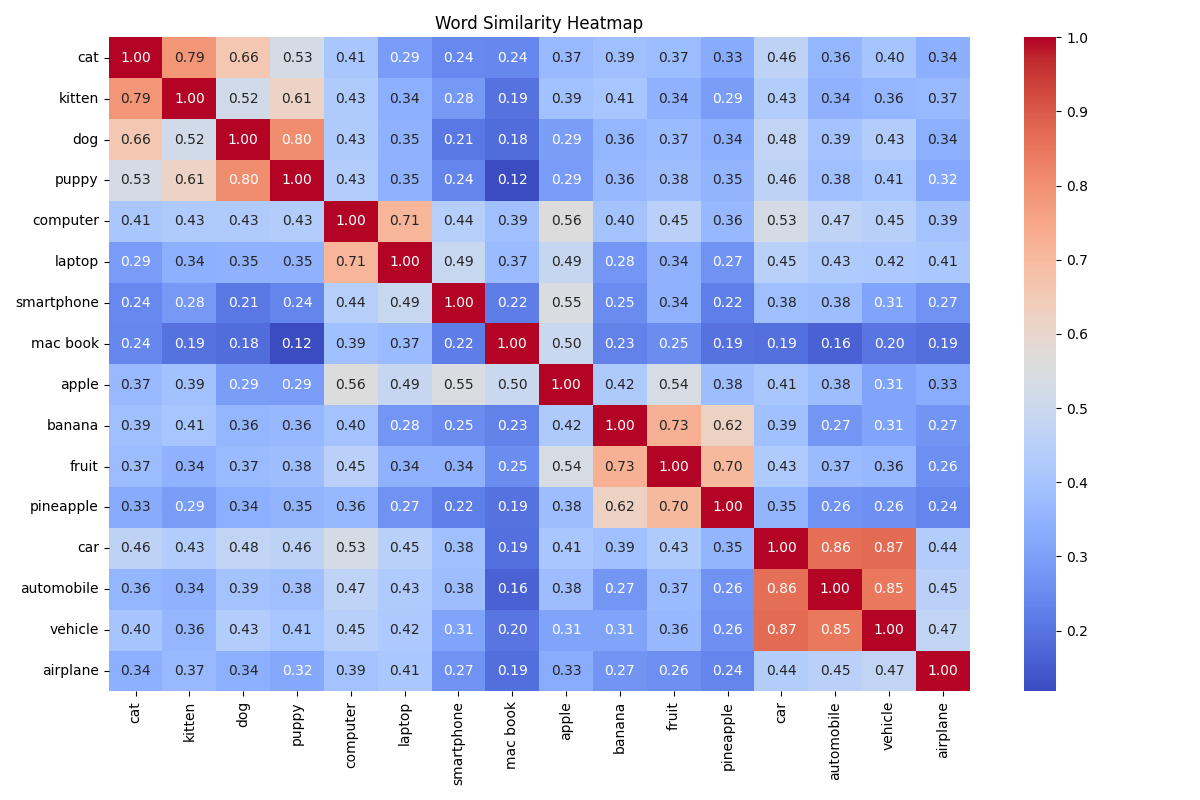 Word Similarity Heatmap
cat 1.00 0.79 0.66 0.53 0.41 0.29 0.24 0.24 0.37 0.39 0.37 0.33 0.46 0.36 0.40 0.34
kitten 0.79 1.00 0.52 0.61 0.43 0.34 0.28 0.19 0.39 0.41 0.34 0.29 0.43 0.34 0.36 0.37
dog 0.66 0.52 1.00 0.80 0.43 0.35 0.21 0.18 0.29 0.36 0.37 0.34 0.48 0.39 0.43 0.34
puppy 0.53 0.61 0.80 1.00 0.43 0.35 0.24 0.12 0.29 0.36 0.38 0.35 0.46 0.38 0.41 0.32
computer 0.41 0.43 0.43 0.43 1.00 0.71 0.44 0.39 0.56 0.40 0.45 0.36 0.53 0.47 0.45 0.39
laptop 0.29 0.34 0.35 0.35 0.71 1.00 0.49 0.37 0.49 0.28 0.34 0.27 0.45 0.43 0.42 0.41
smartphone 0.24 0.28 0.21 0.24 0.44 0.49 1.00 0.22 0.55 0.25 0.34 0.22 0.38 0.38 0.31 0.27
mac book 0.24 0.19 0.18 0.12 0.39 0.37 0.22 1.00 0.50 0.23 0.25 0.19 0.19 0.16 0.20 0.19
apple 0.37 0.39 0.29 0.29 0.56 0.49 0.55 0.50 1.00 0.42 0.54 0.38 0.41 0.38 0.31 0.33
banana 0.39 0.41 0.36 0.36 0.40 0.28 0.25 0.23 0.42 1.00 0.73 0.62 0.39 0.27 0.31 0.27
fruit 0.37 0.34 0.37 0.38 0.45 0.34 0.34 0.25 0.54 0.73 1.00 0.70 0.43 0.37 0.36 0.26
pineapple 0.33 0.29 0.34 0.35 0.36 0.27 0.22 0.19 0.38 0.62 0.70 1.00 0.35 0.26 0.26 0.24
car 0.46 0.43 0.48 0.46 0.53 0.45 0.38 0.19 0.41 0.39 0.43 0.35 1.00 0.86 0.87 0.44
automobile 0.36 0.34 0.39 0.38 0.47 0.43 0.38 0.16 0.38 0.27 0.37 0.26 0.86 1.00 0.85 0.45
vehicle 0.40 0.36 0.43 0.41 0.45 0.42 0.31 0.20 0.31 0.31 0.36 0.26 0.87 0.85 1.00 0.47
airplane 0.34 0.37 0.34 0.32 0.39 0.41 0.27 0.19 0.33 0.27 0.26 0.24 0.44 0.45 0.47 1.00
cat kitten dog puppy computer laptop smartphone mac book apple banana fruit pineapple car automobile vehicle airplane
1.0
0.9
0.8
0.7
0.6
0.5
0.4
0.3
0.2